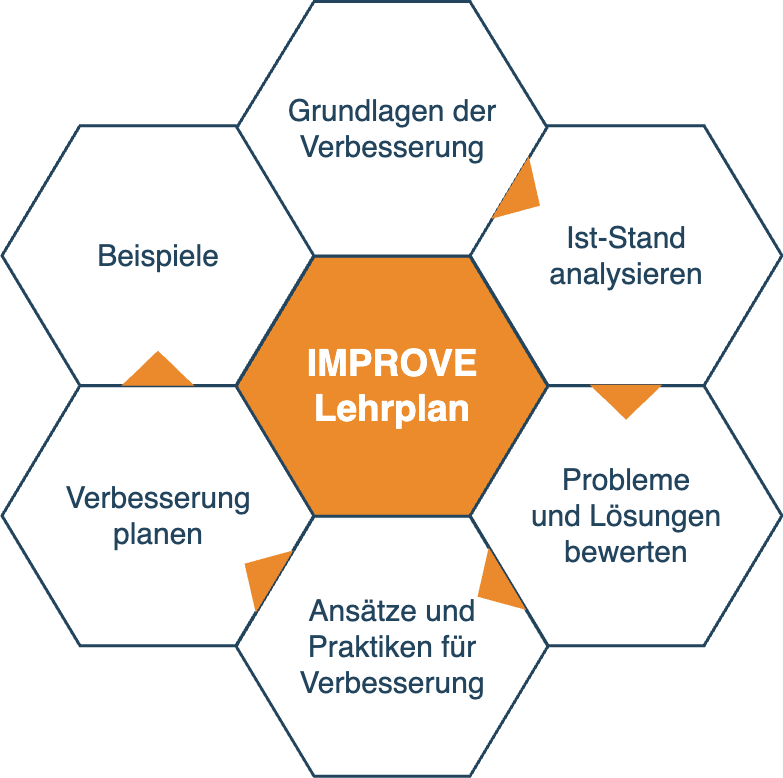 Grundlagen der
Verbesserung
Ist-Stand
analysieren
Beispiele
IMPROVE
Lehrplan
Probleme
und Lösungen
bewerten
Verbesserung
planen
Ansätze und
Praktiken für
Verbesserung